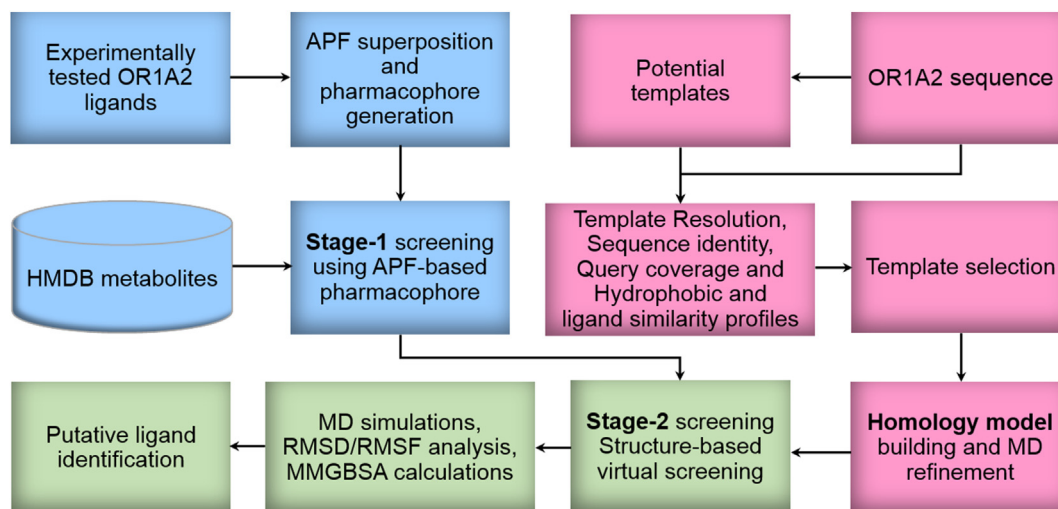 Experimentally
tested OR1A2
ligands
APF superposition
and
pharmacophore
generation
Potential
templates
OR1A2 sequence
HMDB metabolites
Stage-1 screening
using APF-based
pharmacophore
Template Resolution,
Sequence identity,
Query coverage and
Hydrophobic and
ligand similarity profiles
Template selection
Putative ligand
identification
MD simulations,
RMSD/RMSF analysis,
MMGBSA calculations
Stage-2 screening
Structure-based
virtual screening
Homology model
building and MD
refinement